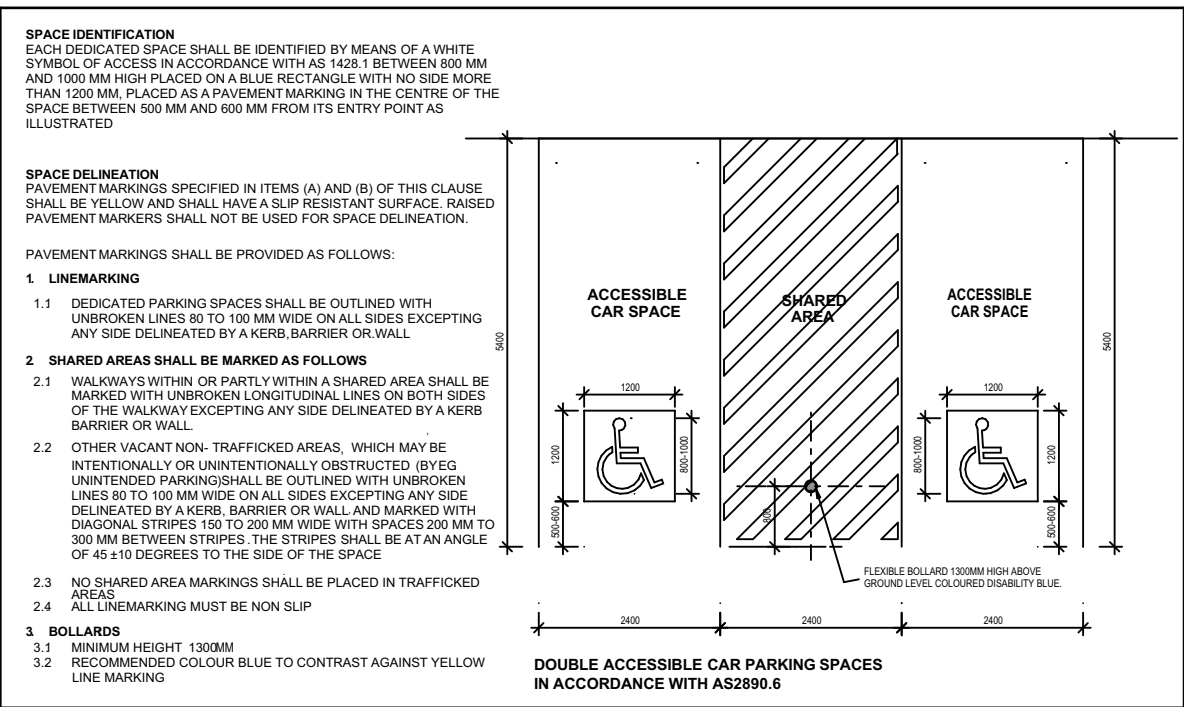 SPACE IDENTIFICATION
EACH DEDICATED SPACE SHALL BE IDENTIFIED BY MEANS OF A WHITE
SYMBOL OF ACCESS IN ACCORDANCE WITH AS 1428.1 BETWEEN 800 MM
AND 1000 MM HIGH PLACED ON A BLUE RECTANGLE WITH NO SIDE MORE
THAN 1200 MM, PLACED AS A PAVEMENT MARKING IN THE CENTRE OF THE
SPACE BETWEEN 500 MM AND 600 MM FROM ITS ENTRY POINT AS
ILLUSTRATED
SPACE DELINEATION
PAVEMENT MARKINGS SPECIFIED IN ITEMS (A) AND (B) OF THIS CLAUSE
SHALL BE YELLOW AND SHALL HAVE A SLIP RESISTANT SURFACE. RAISED
PAVEMENT MARKERS SHALL NOT BE USED FOR SPACE DELINEATION.
PAVEMENT MARKINGS SHALL BE PROVIDED AS FOLLOWS:
1. LINEMARKING
1.1 DEDICATED PARKING SPACES SHALL BE OUTLINED WITH
UNBROKEN LINES 80 TO 100 MM WIDE ON ALL SIDES EXCEPTING
ANY SIDE DELINEATED BY A KERB, BARRIER OR WALL
2. SHARED AREAS SHALL BE MARKED AS FOLLOWS
2.1 WALKWAYS WITHIN OR PARTLY WITHIN A SHARED AREA SHALL BE
MARKED WITH UNBROKEN LONGITUDINAL LINES ON BOTH SIDES
OF THE WALKWAY EXCEPTING ANY SIDE DELINEATED BY A KERB
BARRIER OR WALL.
2.2 OTHER VACANT NON- TRAFFICKED AREAS, WHICH MAY BE
INTENTIONALLY OR UNINTENTIONALLY OBSTRUCTED (BY EG
UNINTENDED PARKING)SHALL BE OUTLINED WITH UNBROKEN
LINES 80 TO 100 MM WIDE ON ALL SIDES EXCEPTING ANY SIDE
DELINEATED BY A KERB, BARRIER OR WALL. AND MARKED WITH
DIAGONAL STRIPES 150 TO 200 MM WIDE WITH SPACES 200 MM TO
300 MM BETWEEN STRIPES. THE STRIPES SHALL BE AT AN ANGLE
OF 45 ±10 DEGREES TO THE SIDE OF THE SPACE
2.3 NO SHARED AREA MARKINGS SHALL BE PLACED IN TRAFFICKED
AREAS
2.4 ALL LINEMARKING MUST BE NON SLIP
3. BOLLARDS
3.1 MINIMUM HEIGHT 1300MM
3.2 RECOMMENDED COLOUR BLUE TO CONTRAST AGAINST YELLOW
LINE MARKING
5400
ACCESSIBLE
CAR SPACE
1200
1200
800-1000
500-600
SHARED
AREA
800
ACCESSIBLE
CAR SPACE
1200
800-1000
1200
500-600
5400
FLEXIBLE BOLLARD 1300MM HIGH ABOVE
GROUND LEVEL COLOURED DISABILITY BLUE.
2400
2400
2400
DOUBLE ACCESSIBLE CAR PARKING SPACES
IN ACCORDANCE WITH AS2890.6